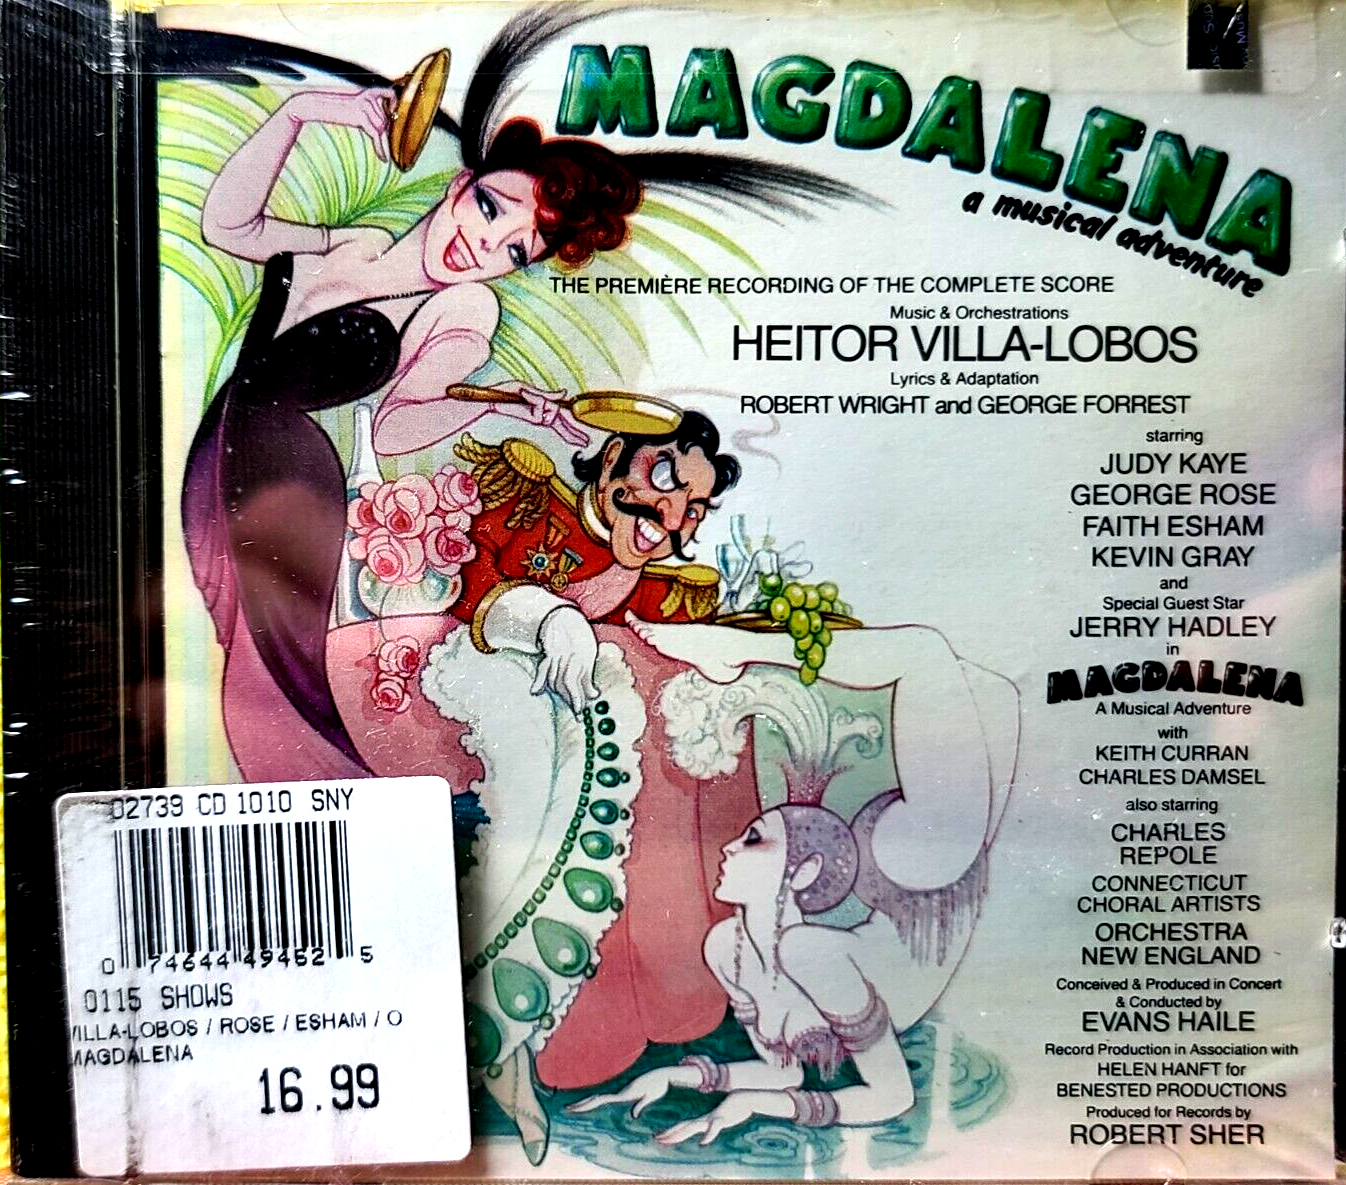 MAGDALENA
a musical adventure
THE PREMIÈRE RECORDING OF THE COMPLETE SCORE
Music & Orchestrations
HEITOR VILLA-LOBOS
Lyrics & Adaptation
ROBERT WRIGHT and GEORGE FORREST
starring
JUDY KAYE
GEORGE ROSE
FAITH ESHAM
KEVIN GRAY
and
Special Guest Star
JERRY HADLEY
in
MAGDALENA
A Musical Adventure
with
KEITH CURRAN
CHARLES DAMSEL
also starring
CHARLES
REPOLE
CONNECTICUT
CHORAL ARTISTS
ORCHESTRA
NEW ENGLAND
Conceived & Produced in Concert
& Conducted by
EVANS HAILE
Record Production in Association with
HELEN HANFT for
BENESTED PRODUCTIONS
Produced for Records by
ROBERT SHER
02739 CD 1010 SNY
0 74644 49462 5
0115 SHOWS
VILLA-LOBOS / ROSE / ESHAM / O
MAGDALENA
16.99